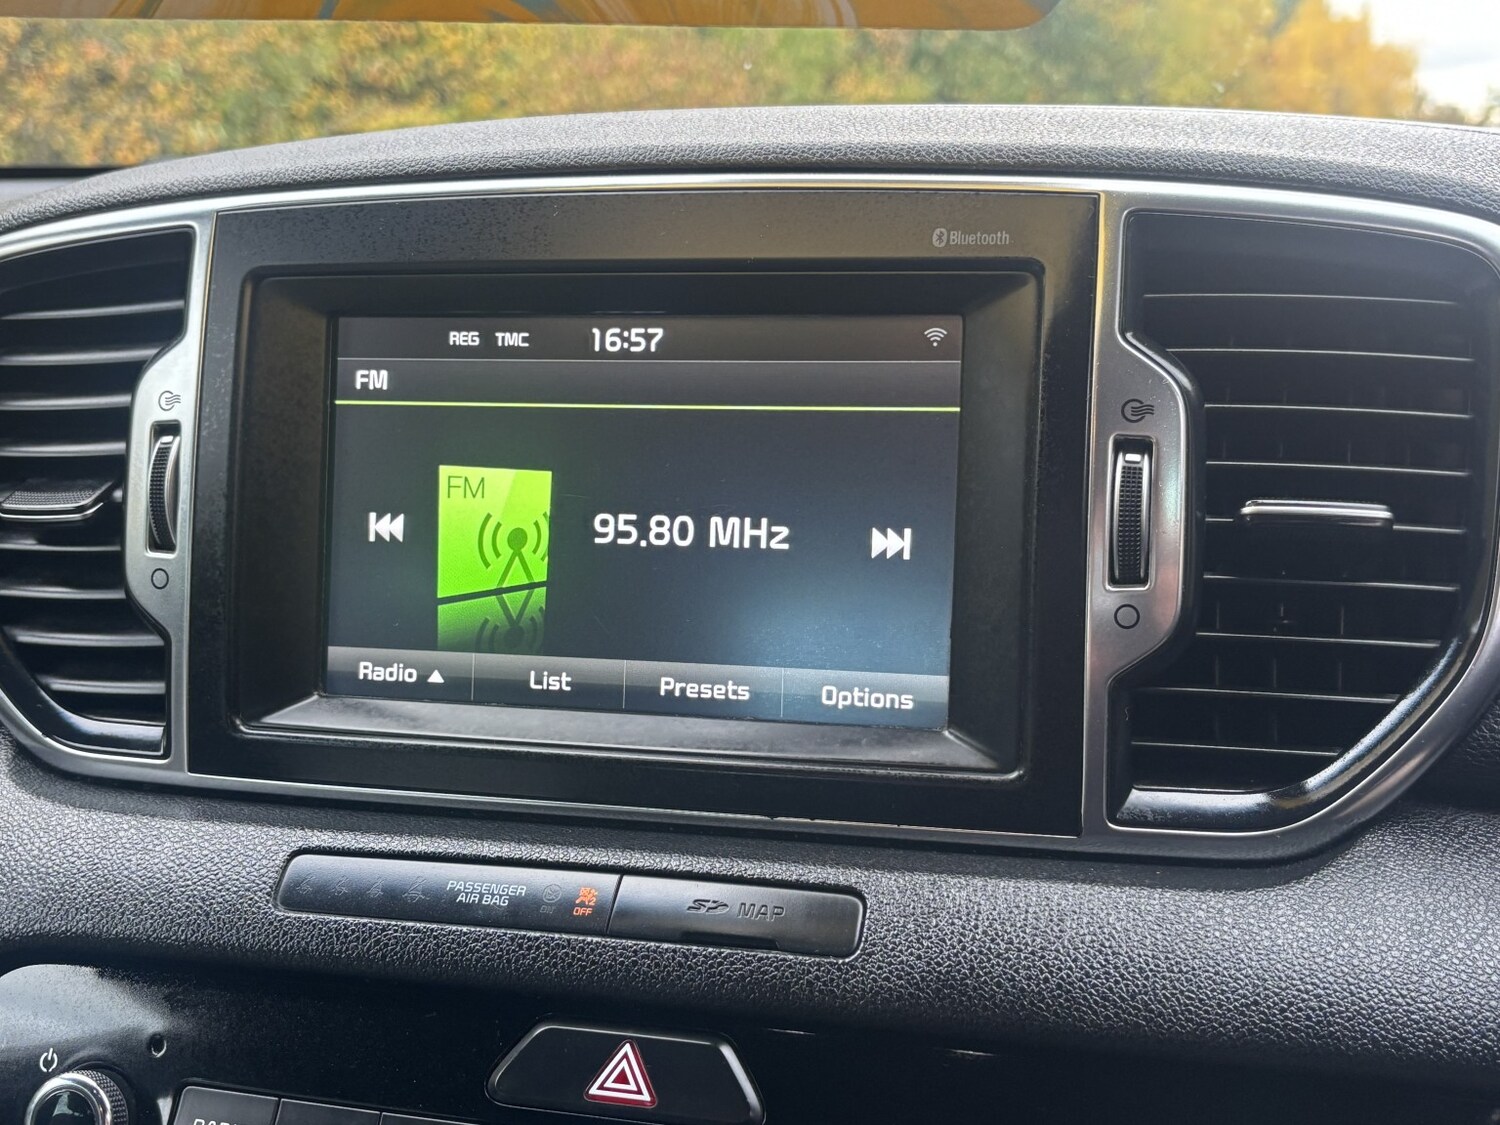 Bluetooth
REG TMC 16:57
FM
FM
95.80 MHz
Radio ▲ List Presets Options
PASSENGER
AIR BAG
OFF
SD MAP